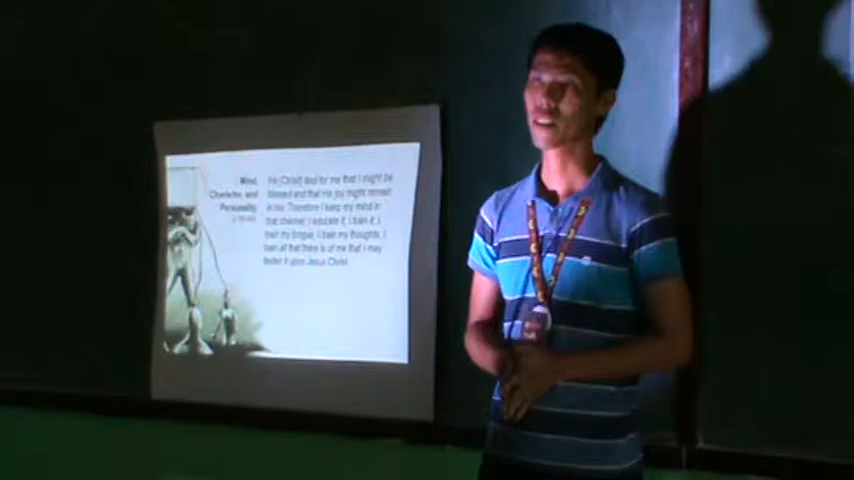 Mind,
Character, and
Personality
He (Christ) died for me that I might be
blessed and that His joy might remain
in me. Therefore I keep my mind in
that channel; I educate it; I train it; I
train my tongue; I train my thoughts; I
train all that there is of me that I may
fasten it upon Jesus Christ.